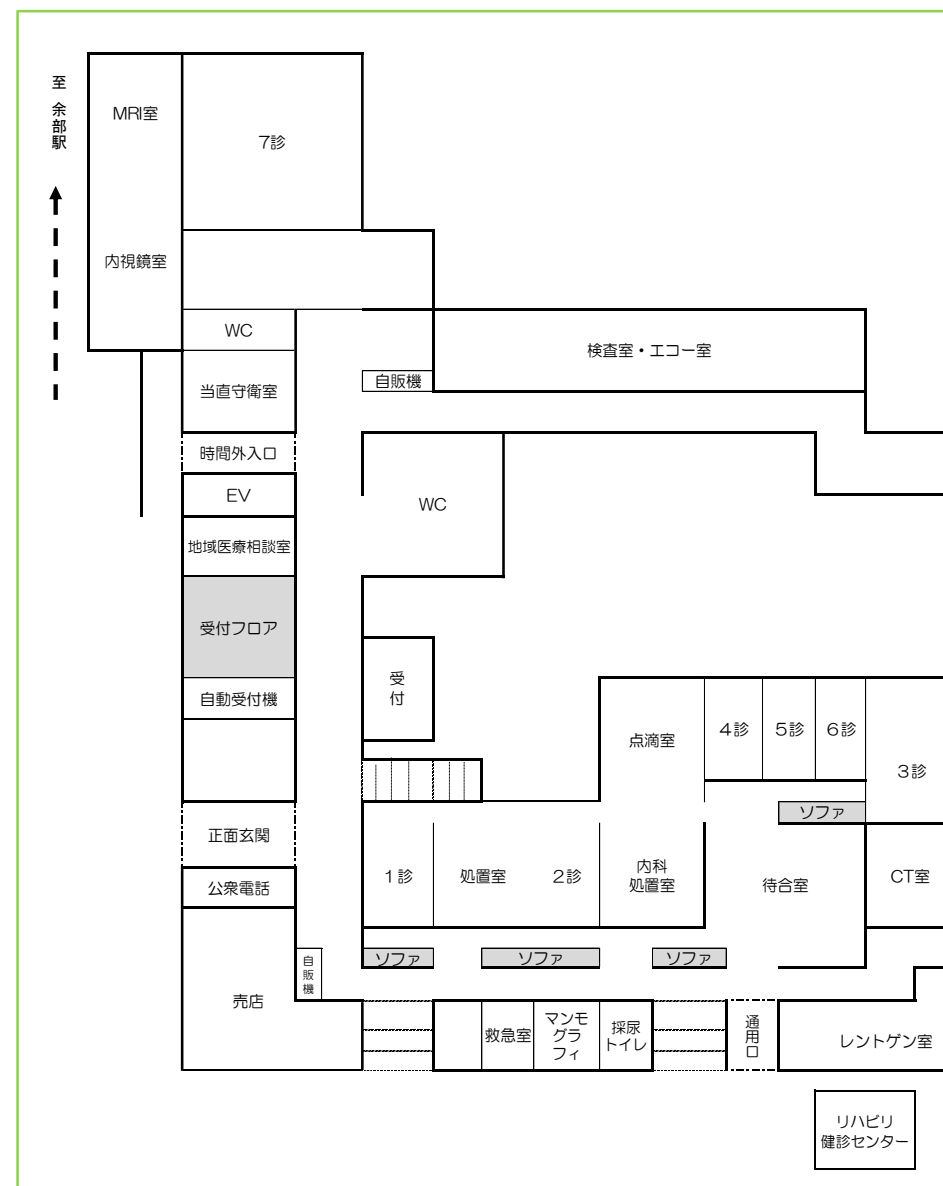 至 余部駅
MRI室
7診
内視鏡室
WC
検査室・エコー室
自販機
当直守衛室
時間外入口
EV
WC
地域医療相談室
受付フロア
受付
自動受付機
点滴室
4診
5診
6診
3診
ソファ
正面玄関
1診
処置室
2診
内科
処置室
待合室
CT室
公衆電話
ソファ
ソファ
ソファ
自販機
売店
救急室
マンモ
グラ
フィ
採尿
トイレ
通用口
レントゲン室
リハビリ
健診センター